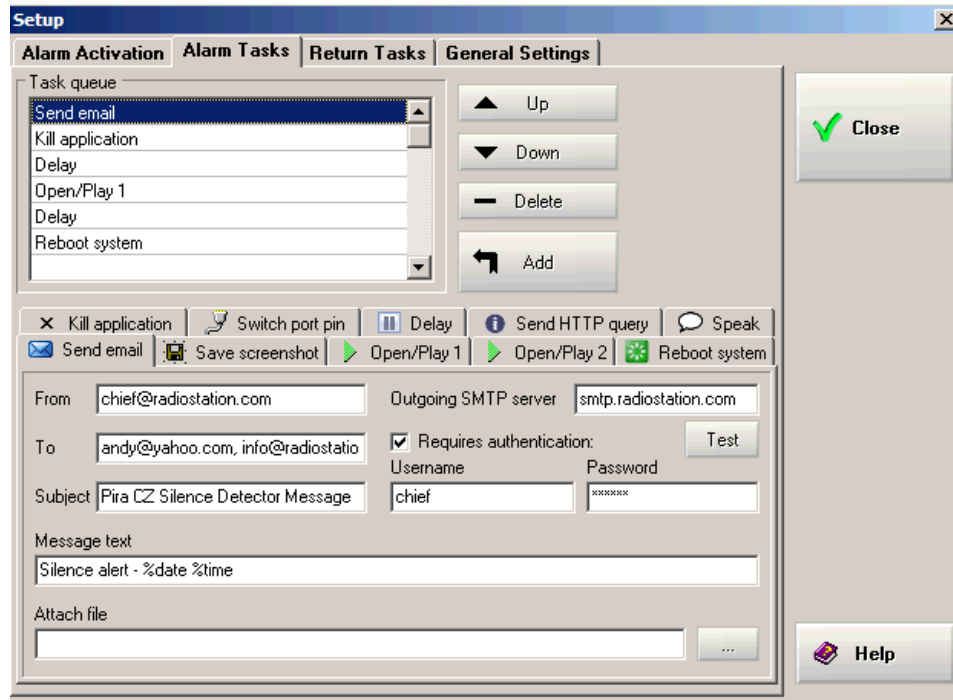 Setup
Alarm Activation Alarm Tasks Return Tasks General Settings
Task queue
Send email
Kill application
Delay
Open/Play 1
Delay
Reboot system
Up
Down
Delete
Add
Close
Kill application Switch port pin Delay Send HTTP query Speak
Send email Save screenshot Open/Play 1 Open/Play 2 Reboot system
From chief@radiostation.com Outgoing SMTP server smtp.radiostation.com
To andy@yahoo.com, info@radiostatio Requires authentication: Test
Username Password
Subject Pira CZ Silence Detector Message chief ××××××
Message text
Silence alert - %date %time
Attach file
...
Help